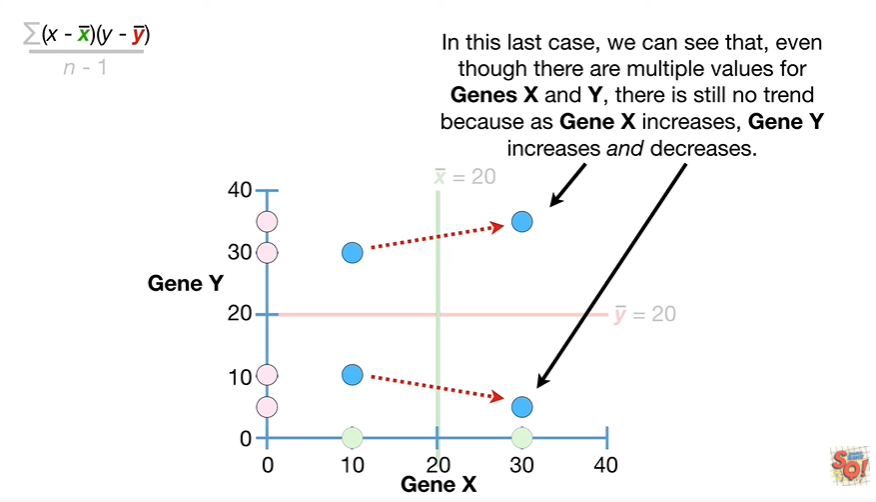 ∑(x - x̅)(y - y̅)
n - 1
In this last case, we can see that, even
though there are multiple values for
Genes X and Y, there is still no trend
because as Gene X increases, Gene Y
increases and decreases.
x̅ = 20
40
30
Gene Y
20
y̅ = 20
10
0
0 10 20 30 40
Gene X
SQ!